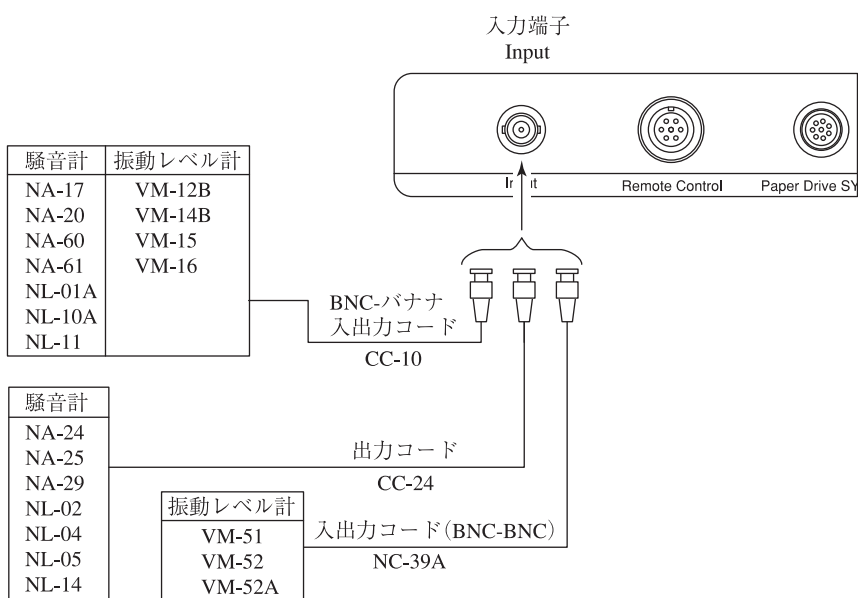 入力端子
Input
Input Remote Control Paper Drive SY
騒音計 振動レベル計
NA-17 VM-12B
NA-20 VM-14B
NA-60 VM-15
NA-61 VM-16
NL-01A
NL-10A
NL-11
BNC-バナナ
入出力コード
CC-10
騒音計
NA-24
NA-25
NA-29
NL-02
NL-04
NL-05
NL-14
出力コード
CC-24
振動レベル計
VM-51
VM-52
VM-52A
入出力コード(BNC-BNC)
NC-39A